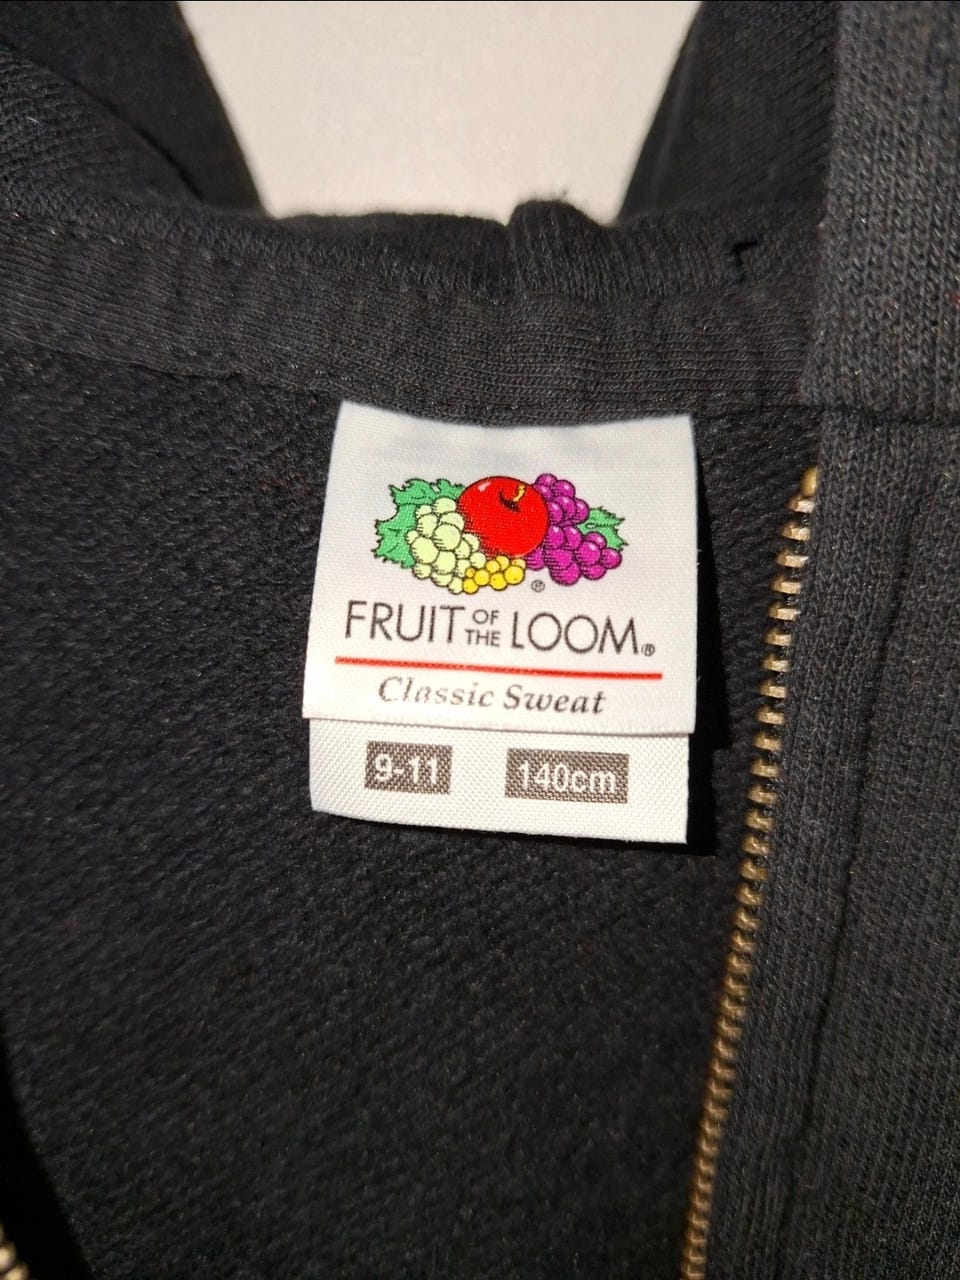 ®
FRUIT OF THE LOOM®
Classic Sweat
9-11 140cm